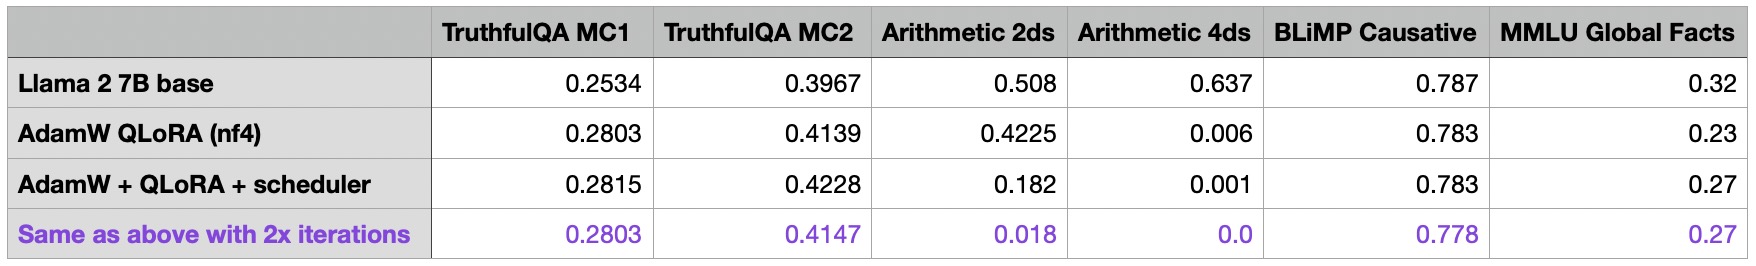 TruthfulQA MC1 TruthfulQA MC2 Arithmetic 2ds Arithmetic 4ds BLiMP Causative MMLU Global Facts
Llama 2 7B base 0.2534 0.3967 0.508 0.637 0.787 0.32
AdamW QLoRA (nf4) 0.2803 0.4139 0.4225 0.006 0.783 0.23
AdamW + QLoRA + scheduler 0.2815 0.4228 0.182 0.001 0.783 0.27
Same as above with 2x iterations 0.2803 0.4147 0.018 0.0 0.778 0.27